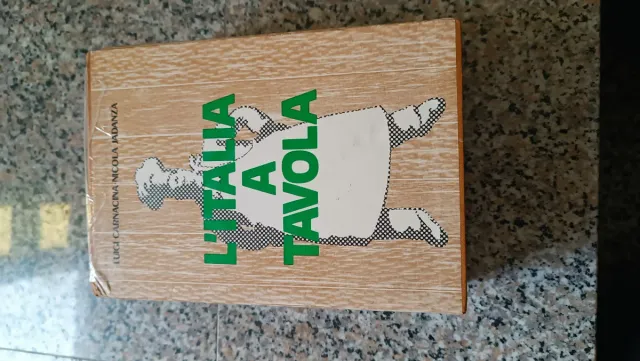 LUIGI CARNACINA NICOLA JADANZA
L'ITALIA
A
TAVOLA